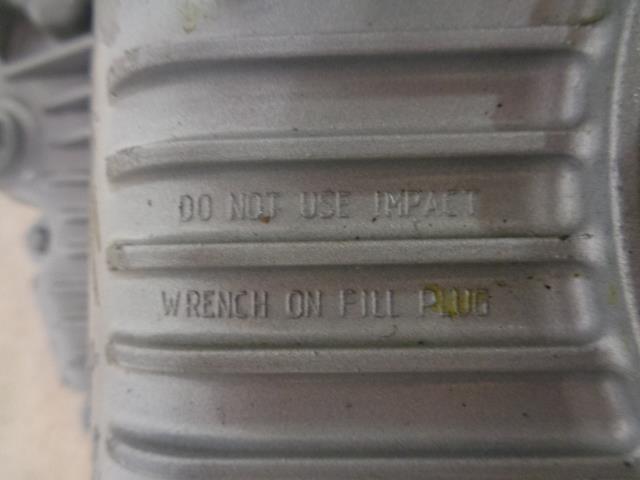 DO NOT USE IMPACT
WRENCH ON FILL PLUG